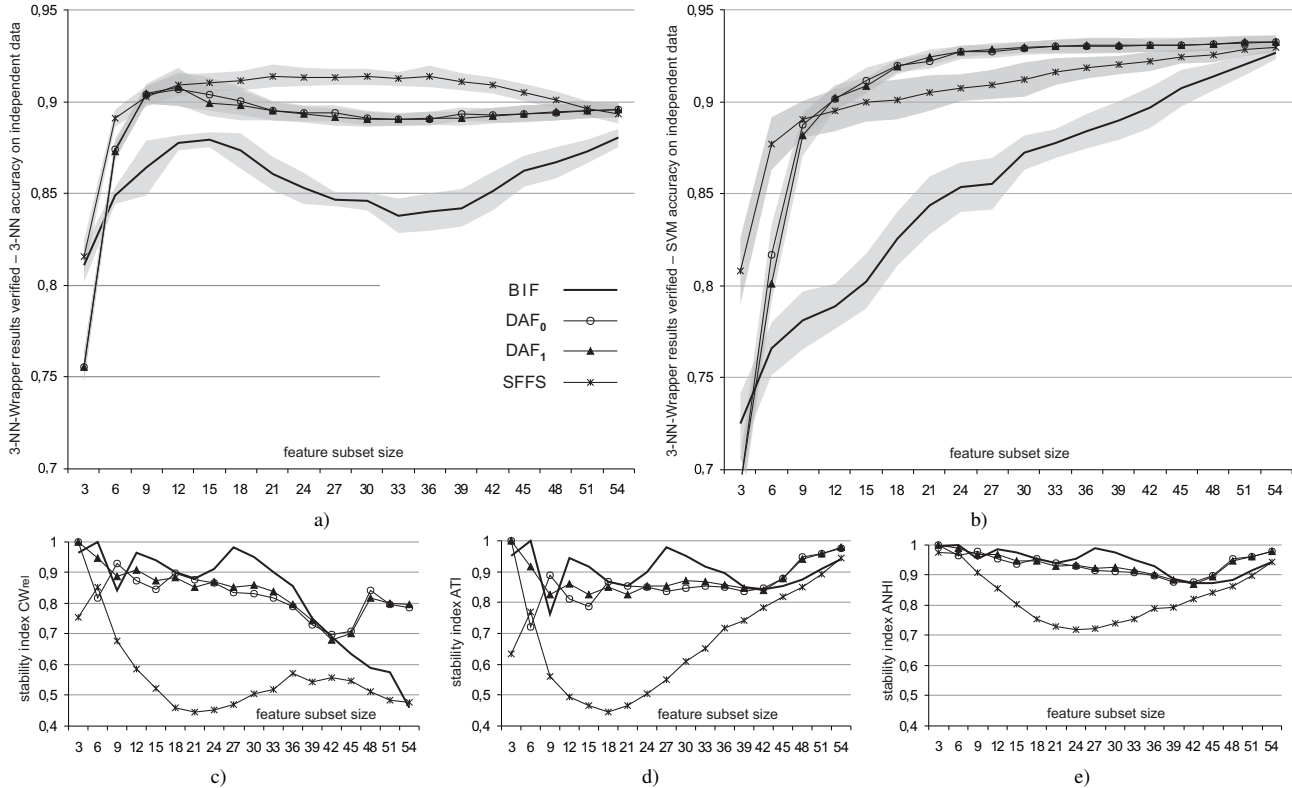 3-NN-Wrapper results verified – 3-NN accuracy on independent data
0,95
0,9
0,85
0,8
0,75
0,7
BIF
DAF0
DAF1
SFFS
feature subset size
3 6 9 12 15 18 21 24 27 30 33 36 39 42 45 48 51 54
a)
3-NN-Wrapper results verified – SVM accuracy on independent data
0,95
0,9
0,85
0,8
0,75
0,7
feature subset size
3 6 9 12 15 18 21 24 27 30 33 36 39 42 45 48 51 54
b)
stability index CWrel
1
0,9
0,8
0,7
0,6
0,5
0,4
feature subset size
3 6 9 12 15 18 21 24 27 30 33 36 39 42 45 48 51 54
c)
stability index ATI
1
0,9
0,8
0,7
0,6
0,5
0,4
feature subset size
3 6 9 12 15 18 21 24 27 30 33 36 39 42 45 48 51 54
d)
stability index ANHI
1
0,9
0,8
0,7
0,6
0,5
0,4
feature subset size
3 6 9 12 15 18 21 24 27 30 33 36 39 42 45 48 51 54
e)